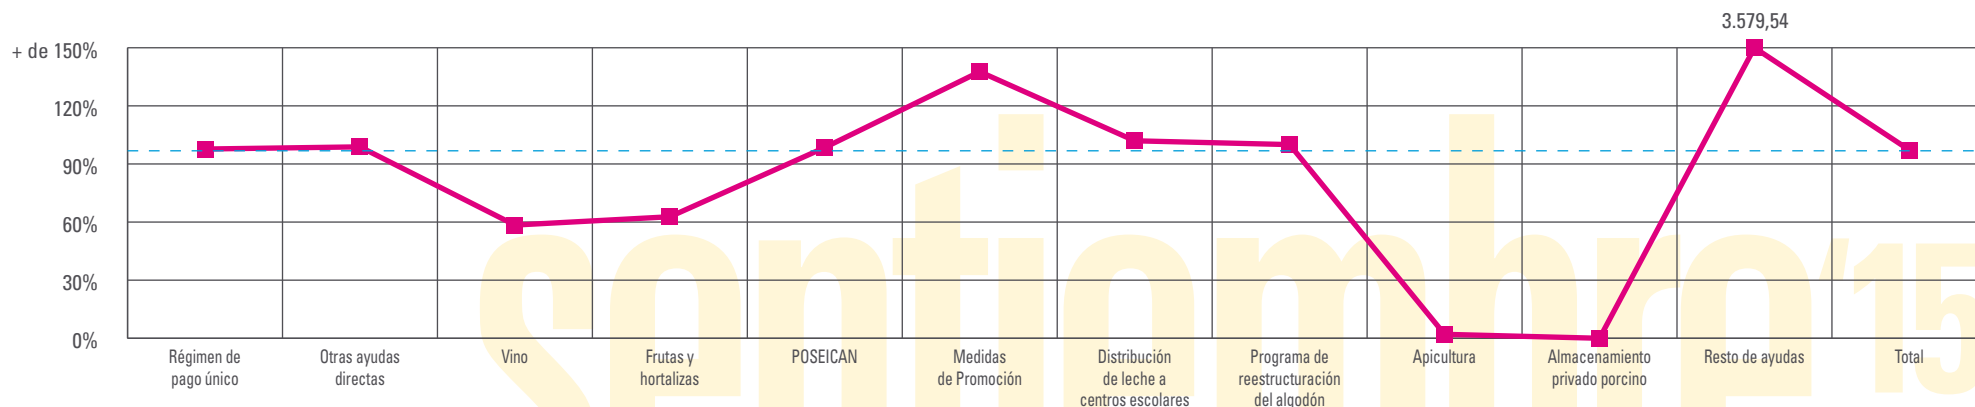 3.579,54
+ de 150%
120%
90%
60%
30%
0%
Régimen de
pago único
Otras ayudas
directas
Vino
Frutas y
hortalizas
POSEICAN
Medidas
de Promoción
Distribución
de leche a
centros escolares
Programa de
reestructuración
del algodón
Apicultura
Almacenamiento
privado porcino
Resto de ayudas
Total
septiembre'15